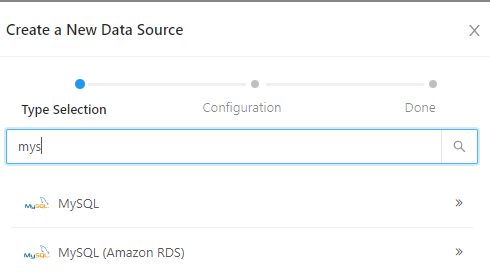 Create a New Data Source
Type Selection
Configuration
Done
mys
MySQL MySQL
MySQL MySQL (Amazon RDS)